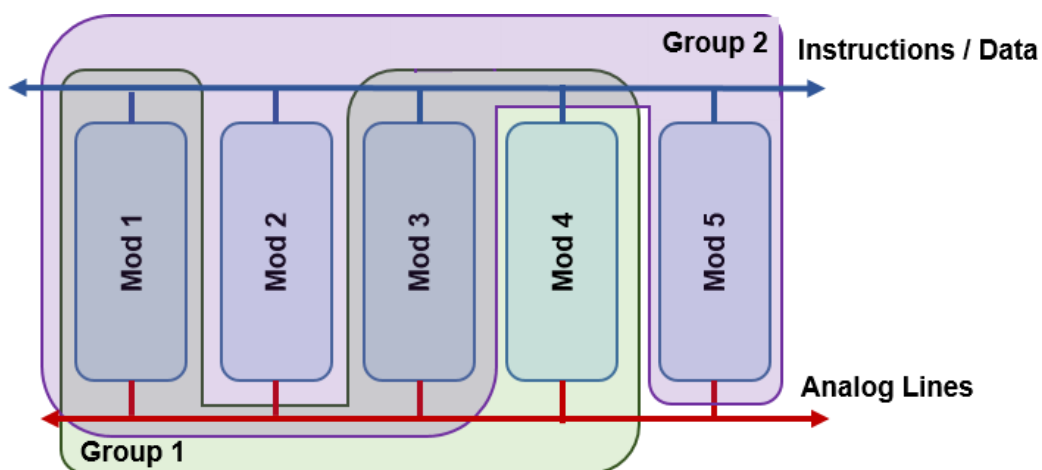 Group 2
Instructions / Data
Mod 1
Mod 2
Mod 3
Mod 4
Mod 5
Analog Lines
Group 1